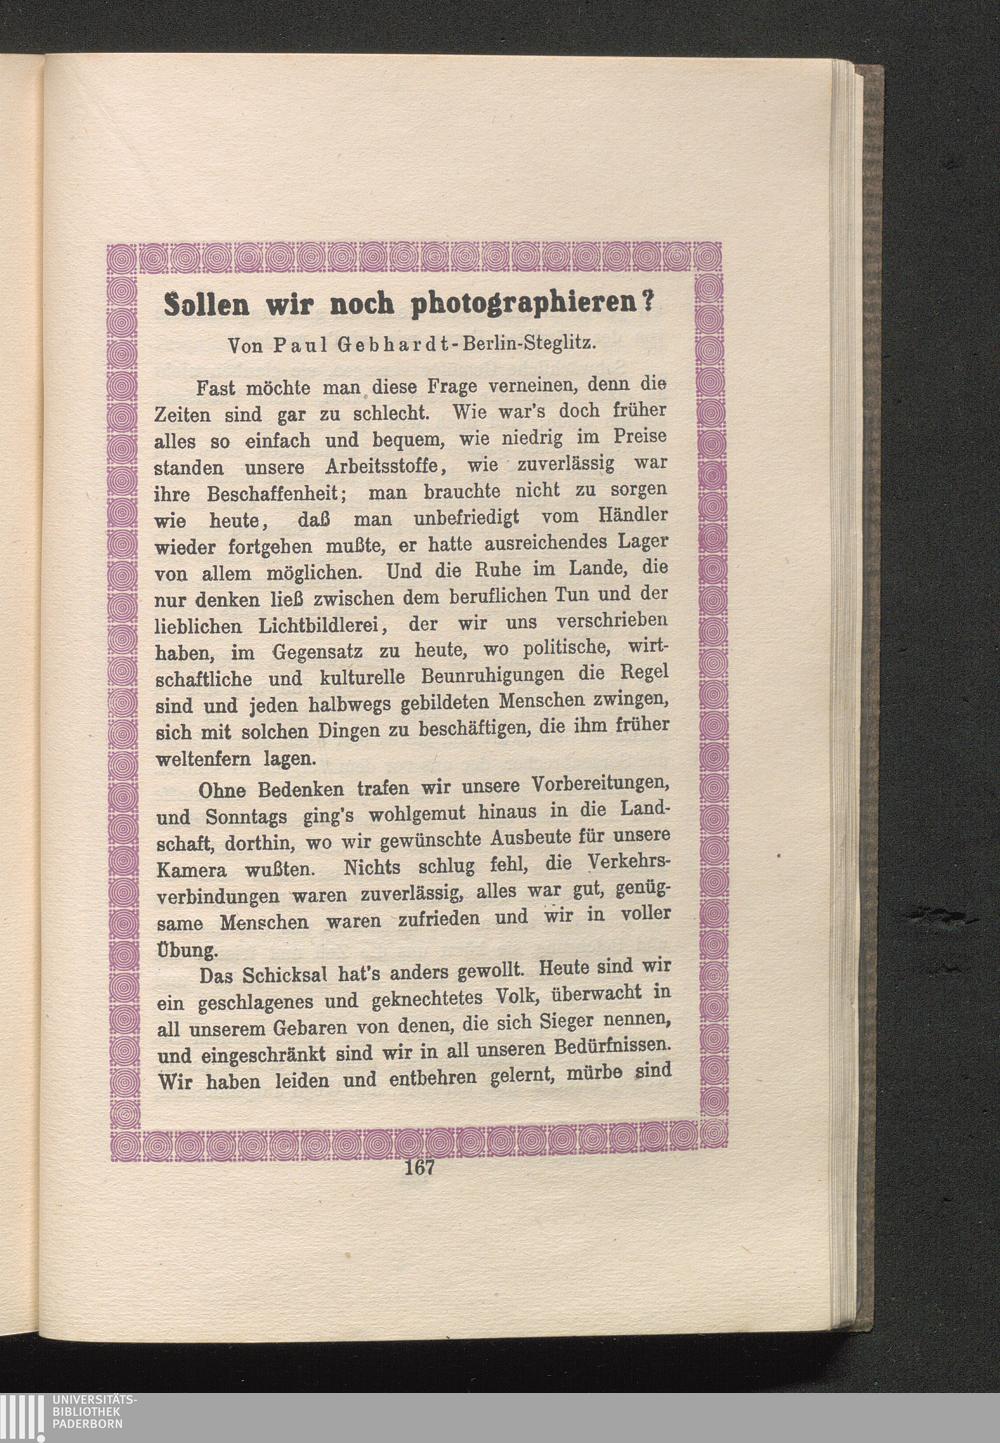 Sollen wir noch photographieren?
Von Paul Gebhardt-Berlin-Steglitz.
Fast möchte man diese Frage verneinen, denn die
Zeiten sind gar zu schlecht. Wie war's doch früher
alles so einfach und bequem, wie niedrig im Preise
standen unsere Arbeitsstoffe, wie zuverlässig war
ihre Beschaffenheit; man brauchte nicht zu sorgen
wie heute, daß man unbefriedigt vom Händler
wieder fortgehen mußte, er hatte ausreichendes Lager
von allem möglichen. Und die Ruhe im Lande, die
nur denken ließ zwischen dem beruflichen Tun und der
lieblichen Lichtbildlerei, der wir uns verschrieben
haben, im Gegensatz zu heute, wo politische, wirt-
schaftliche und kulturelle Beunruhigungen die Regel
sind und jeden halbwegs gebildeten Menschen zwingen,
sich mit solchen Dingen zu beschäftigen, die ihm früher
weltenfern lagen.
Ohne Bedenken trafen wir unsere Vorbereitungen,
und Sonntags ging's wohlgemut hinaus in die Land-
schaft, dorthin, wo wir gewünschte Ausbeute für unsere
Kamera wußten. Nichts schlug fehl, die Verkehrs-
verbindungen waren zuverlässig, alles war gut, genüg-
same Menschen waren zufrieden und wir in voller
Übung.
Das Schicksal hat's anders gewollt. Heute sind wir
ein geschlagenes und geknechtetes Volk, überwacht in
all unserem Gebaren von denen, die sich Sieger nennen,
und eingeschränkt sind wir in all unseren Bedürfnissen.
Wir haben leiden und entbehren gelernt, mürbe sind
167
UNIVERSITÄTS-
BIBLIOTHEK
PADERBORN